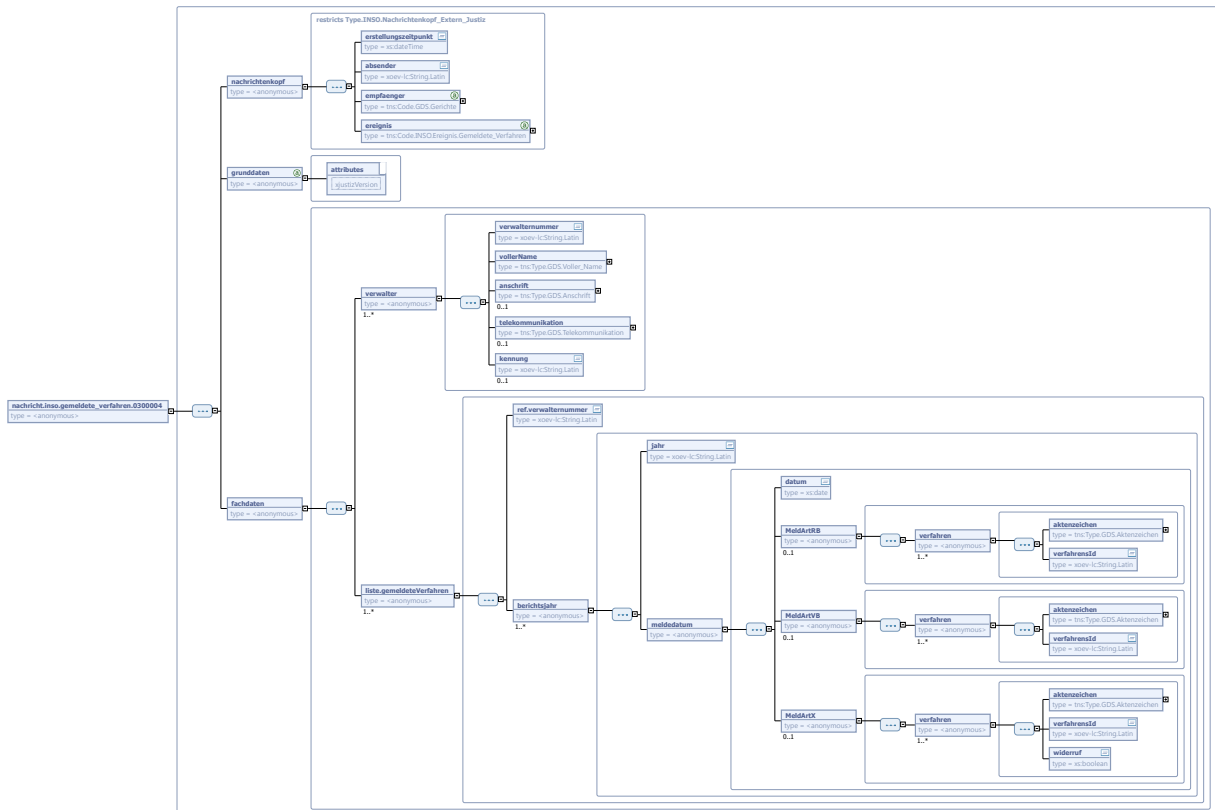 restricts Type.INSO.Nachrichtenkopf_Extern_Justiz
erstellungszeitpunkt
type = xs:dateTime
absender
type = xoev-lc:String.Latin
nachrichtenkopf
type = <anonymous>
empfaenger
type = tns:Code.GDS.Gerichte
ereignis
type = tns:Code.INSO.Ereignis.Gemeldete_Verfahren
grunddaten
type = <anonymous>
attributes
xjustizVersion
verwalternummer
type = xoev-lc:String.Latin
vollerName
type = tns:Type.GDS.Voller_Name
verwalter
type = <anonymous>
1..*
anschrift
type = tns:Type.GDS.Anschrift
0..1
telekommunikation
type = tns:Type.GDS.Telekommunikation
0..1
kennung
type = xoev-lc:String.Latin
0..1
nachricht.inso.gemeldete_verfahren.0300004
type = <anonymous>
ref.verwalternummer
type = xoev-lc:String.Latin
jahr
type = xoev-lc:String.Latin
datum
type = xs:date
fachdaten
type = <anonymous>
MeldArtRB
type = <anonymous>
0..1
verfahren
type = <anonymous>
1..*
aktenzeichen
type = tns:Type.GDS.Aktenzeichen
verfahrensId
type = xoev-lc:String.Latin
liste.gemeldeteVerfahren
type = <anonymous>
1..*
berichtsjahr
type = <anonymous>
1..*
meldedatum
type = <anonymous>
MeldArtVB
type = <anonymous>
0..1
verfahren
type = <anonymous>
1..*
aktenzeichen
type = tns:Type.GDS.Aktenzeichen
verfahrensId
type = xoev-lc:String.Latin
MeldArtX
type = <anonymous>
0..1
verfahren
type = <anonymous>
1..*
aktenzeichen
type = tns:Type.GDS.Aktenzeichen
verfahrensId
type = xoev-lc:String.Latin
widerruf
type = xs:boolean